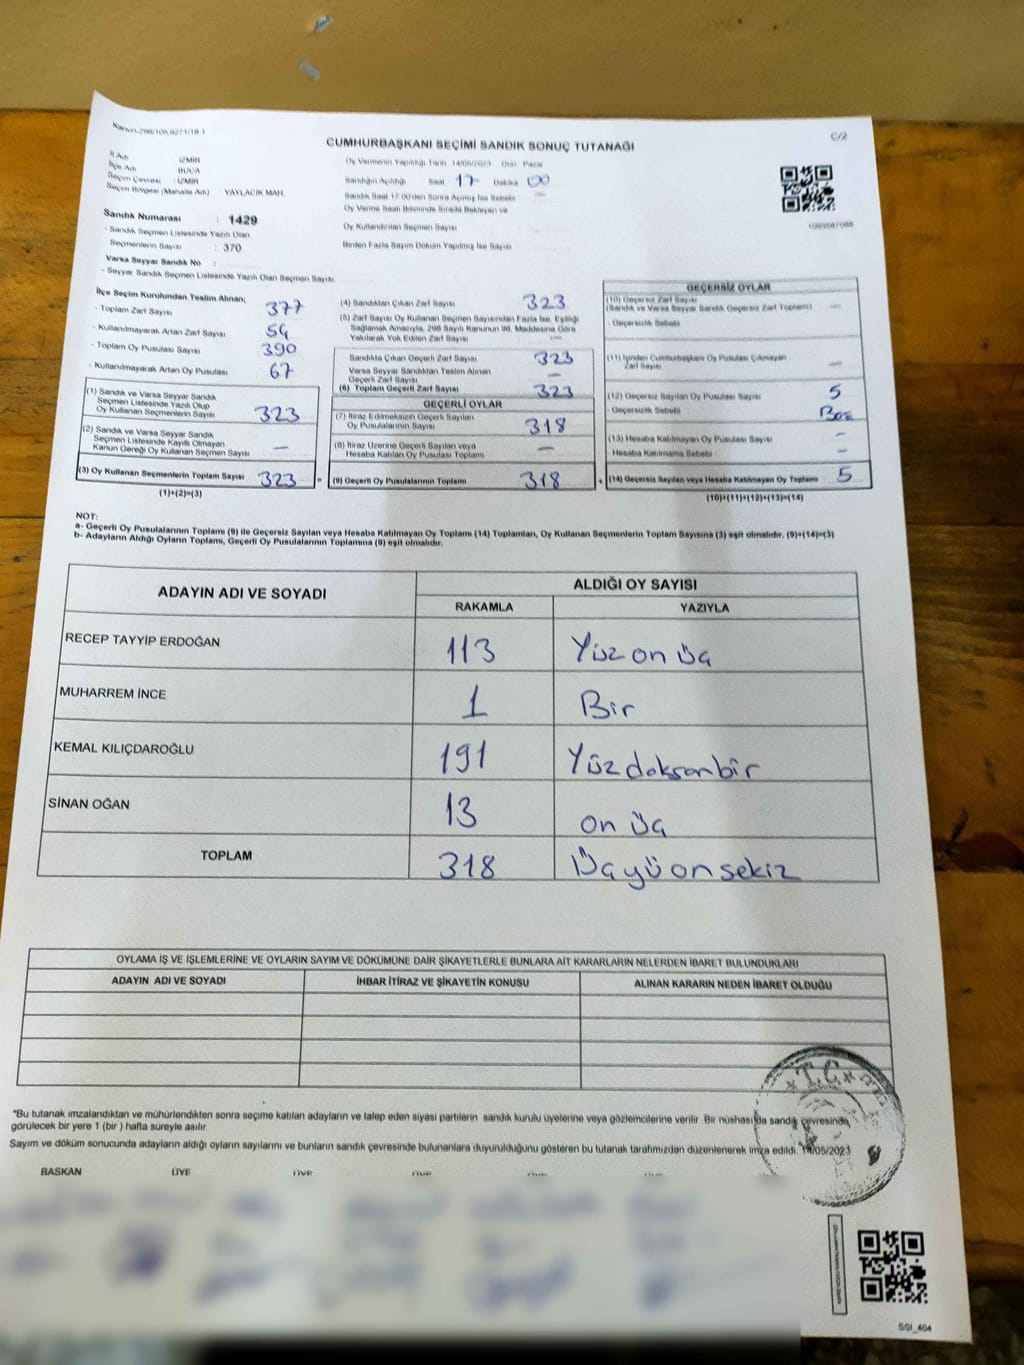 Kanun.298/105,6271/18-1
C/2
CUMHURBAŞKANI SEÇİMİ SANDIK SONUÇ TUTANAĞI
İl Adı İZMİR
İlçe Adı BUCA
Seçim Çevresi : İZMİR
Seçim Bölgesi (Mahalle Adı) YAYLACIK MAH.
Oy Vermenin Yapıldığı Tarih 14/05/2023 Gün Pazar
Sandığın Açıldığı Saat 17 Dakika 00
Sandık Saat 17:00'den Sonra Açılmış İse Sebebi —
Oy Verme Saati Bitiminde Sırada Bekleyen ve
Oy Kullandırılan Seçmen Sayısı
Birden Fazla Sayım Döküm Yapılmış İse Sayısı
Sandık Numarası : 1429
- Sandık Seçmen Listesinde Yazılı Olan
Seçmenlerin Sayısı : 370
Varsa Seyyar Sandık No :
- Seyyar Sandık Seçmen Listesinde Yazılı Olan Seçmen Sayısı
İlçe Seçim Kurulundan Teslim Alınan;
- Toplam Zarf Sayısı 377
- Kullanılmayarak Artan Zarf Sayısı 54
- Toplam Oy Pusulası Sayısı 390
- Kullanılmayarak Artan Oy Pusulası 67
(1) Sandık ve Varsa Seyyar Sandık
Seçmen Listesinde Yazılı Olup
Oy Kullanan Seçmenlerin Sayısı 323
(2) Sandık ve Varsa Seyyar Sandık
Seçmen Listesinde Kayıtlı Olmayan
Kanun Gereği Oy Kullanan Seçmen Sayısı —
(3) Oy Kullanan Seçmenlerin Toplam Sayısı 323 =
(1)+(2)=(3)
(4) Sandıktan Çıkan Zarf Sayısı 323
(5) Zarf Sayısı Oy Kullanan Seçmen Sayısından Fazla İse, Eşitliği
Sağlamak Amacıyla, 298 Sayılı Kanunun 98. Maddesine Göre
Yakılarak Yok Edilen Zarf Sayısı —
Sandıkta Çıkan Geçerli Zarf Sayısı 323
Varsa Seyyar Sandıktan Teslim Alınan
Geçerli Zarf Sayısı —
(6) Toplam Geçerli Zarf Sayısı 323
GEÇERLİ OYLAR
(7) İtiraz Edilmeksizin Geçerli Sayılan
Oy Pusulalarının Sayısı 318
(8) İtiraz Üzerine Geçerli Sayılan veya
Hesaba Katılan Oy Pusulası Toplamı —
(9) Geçerli Oy Pusulalarının Toplamı 318 +
GEÇERSİZ OYLAR
(10) Geçersiz Zarf Sayısı
(Sandık ve Varsa Seyyar Sandık Geçersiz Zarf Toplamı) —
- Geçersizlik Sebebi
(11) İçinden Cumhurbaşkanı Oy Pusulası Çıkmayan
Zarf Sayısı —
(12) Geçersiz Sayılan Oy Pusulası Sayısı 5
- Geçersizlik Sebebi Boş
(13) Hesaba Katılmayan Oy Pusulası Sayısı —
- Hesaba Katılmama Sebebi —
(14) Geçersiz Sayılan veya Hesaba Katılmayan Oy Toplamı 5
(10)+(11)+(12)+(13)=(14)
NOT:
a- Geçerli Oy Pusulalarının Toplamı (9) ile Geçersiz Sayılan veya Hesaba Katılmayan Oy Toplamı (14) Toplamları, Oy Kullanan Seçmenlerin Toplam Sayısına (3) eşit olmalıdır. (9)+(14)=(3)
b- Adayların Aldığı Oyların Toplamı, Geçerli Oy Pusulalarının Toplamına (9) eşit olmalıdır.
ADAYIN ADI VE SOYADI
ALDIĞI OY SAYISI
RAKAMLA YAZIYLA
RECEP TAYYİP ERDOĞAN 113 Yüz on üç
MUHARREM İNCE 1 Bir
KEMAL KILIÇDAROĞLU 191 Yüzdoksanbir
SİNAN OĞAN 13 on üç
TOPLAM 318 Üçyüonsekiz
OYLAMA İŞ VE İŞLEMLERİNE VE OYLARIN SAYIM VE DÖKÜMÜNE DAİR ŞİKAYETLERLE BUNLARA AİT KARARLARIN NELERDEN İBARET BULUNDUKLARI
ADAYIN ADI VE SOYADI İHBAR İTİRAZ VE ŞİKAYETİN KONUSU ALINAN KARARIN NEDEN İBARET OLDUĞU
T.C.
*Bu tutanak imzalandıktan ve mühürlendikten sonra seçime katılan adayların ve talep eden siyasi partilerin sandık kurulu üyelerine veya gözlemcilerine verilir. Bir nüshası da sandık çevresinde,
görülecek bir yere 1 (bir ) hafta süreyle asılır.
Sayım ve döküm sonucunda adayların aldığı oyların sayılarını ve bunların sandık çevresinde bulunanlara duyurulduğunu gösteren bu tutanak tarafımızdan düzenlenerek imza edildi. 14/05/2023
BAŞKAN ÜYE ÜYE ÜYE ÜYE ÜYE
SGI_404